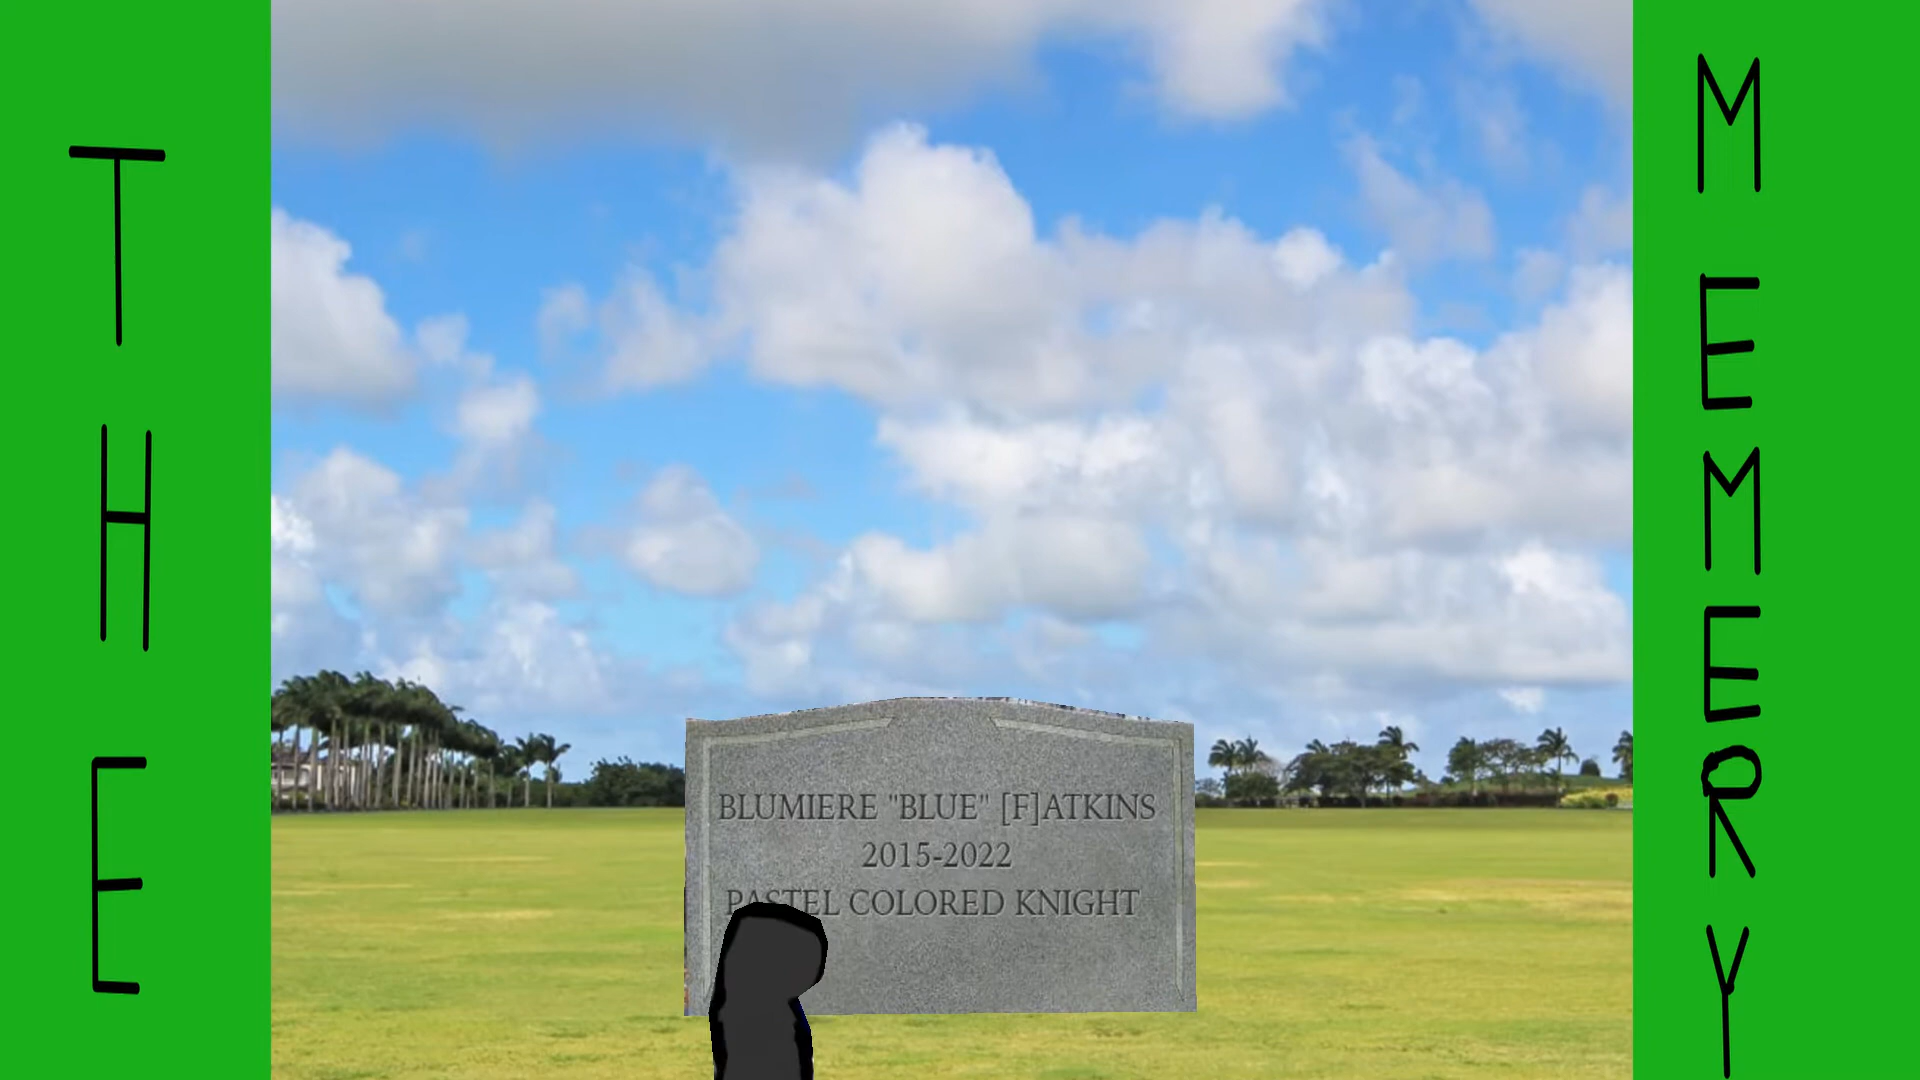 THE
BLUMIERE "BLUE" [F]ATKINS
2015-2022
PASTEL COLORED KNIGHT
MEMERY